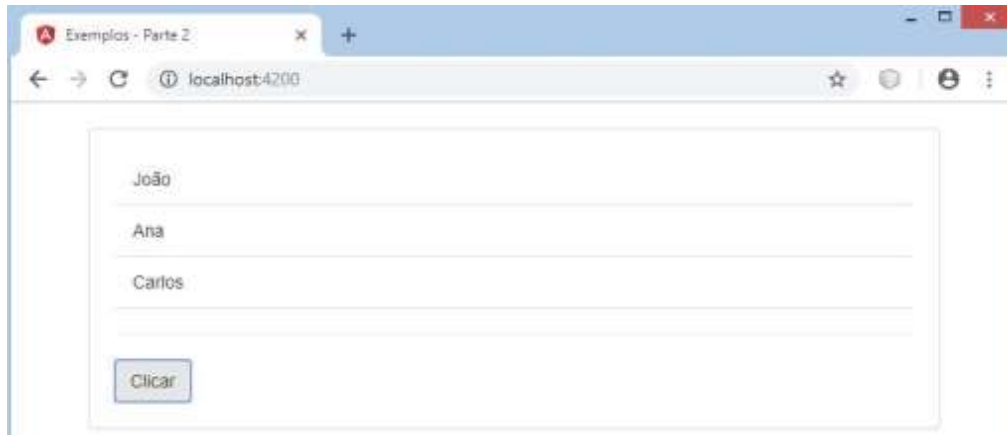 Exemplos - Parte 2
localhost:4200
João
Ana
Carlos
Clicar